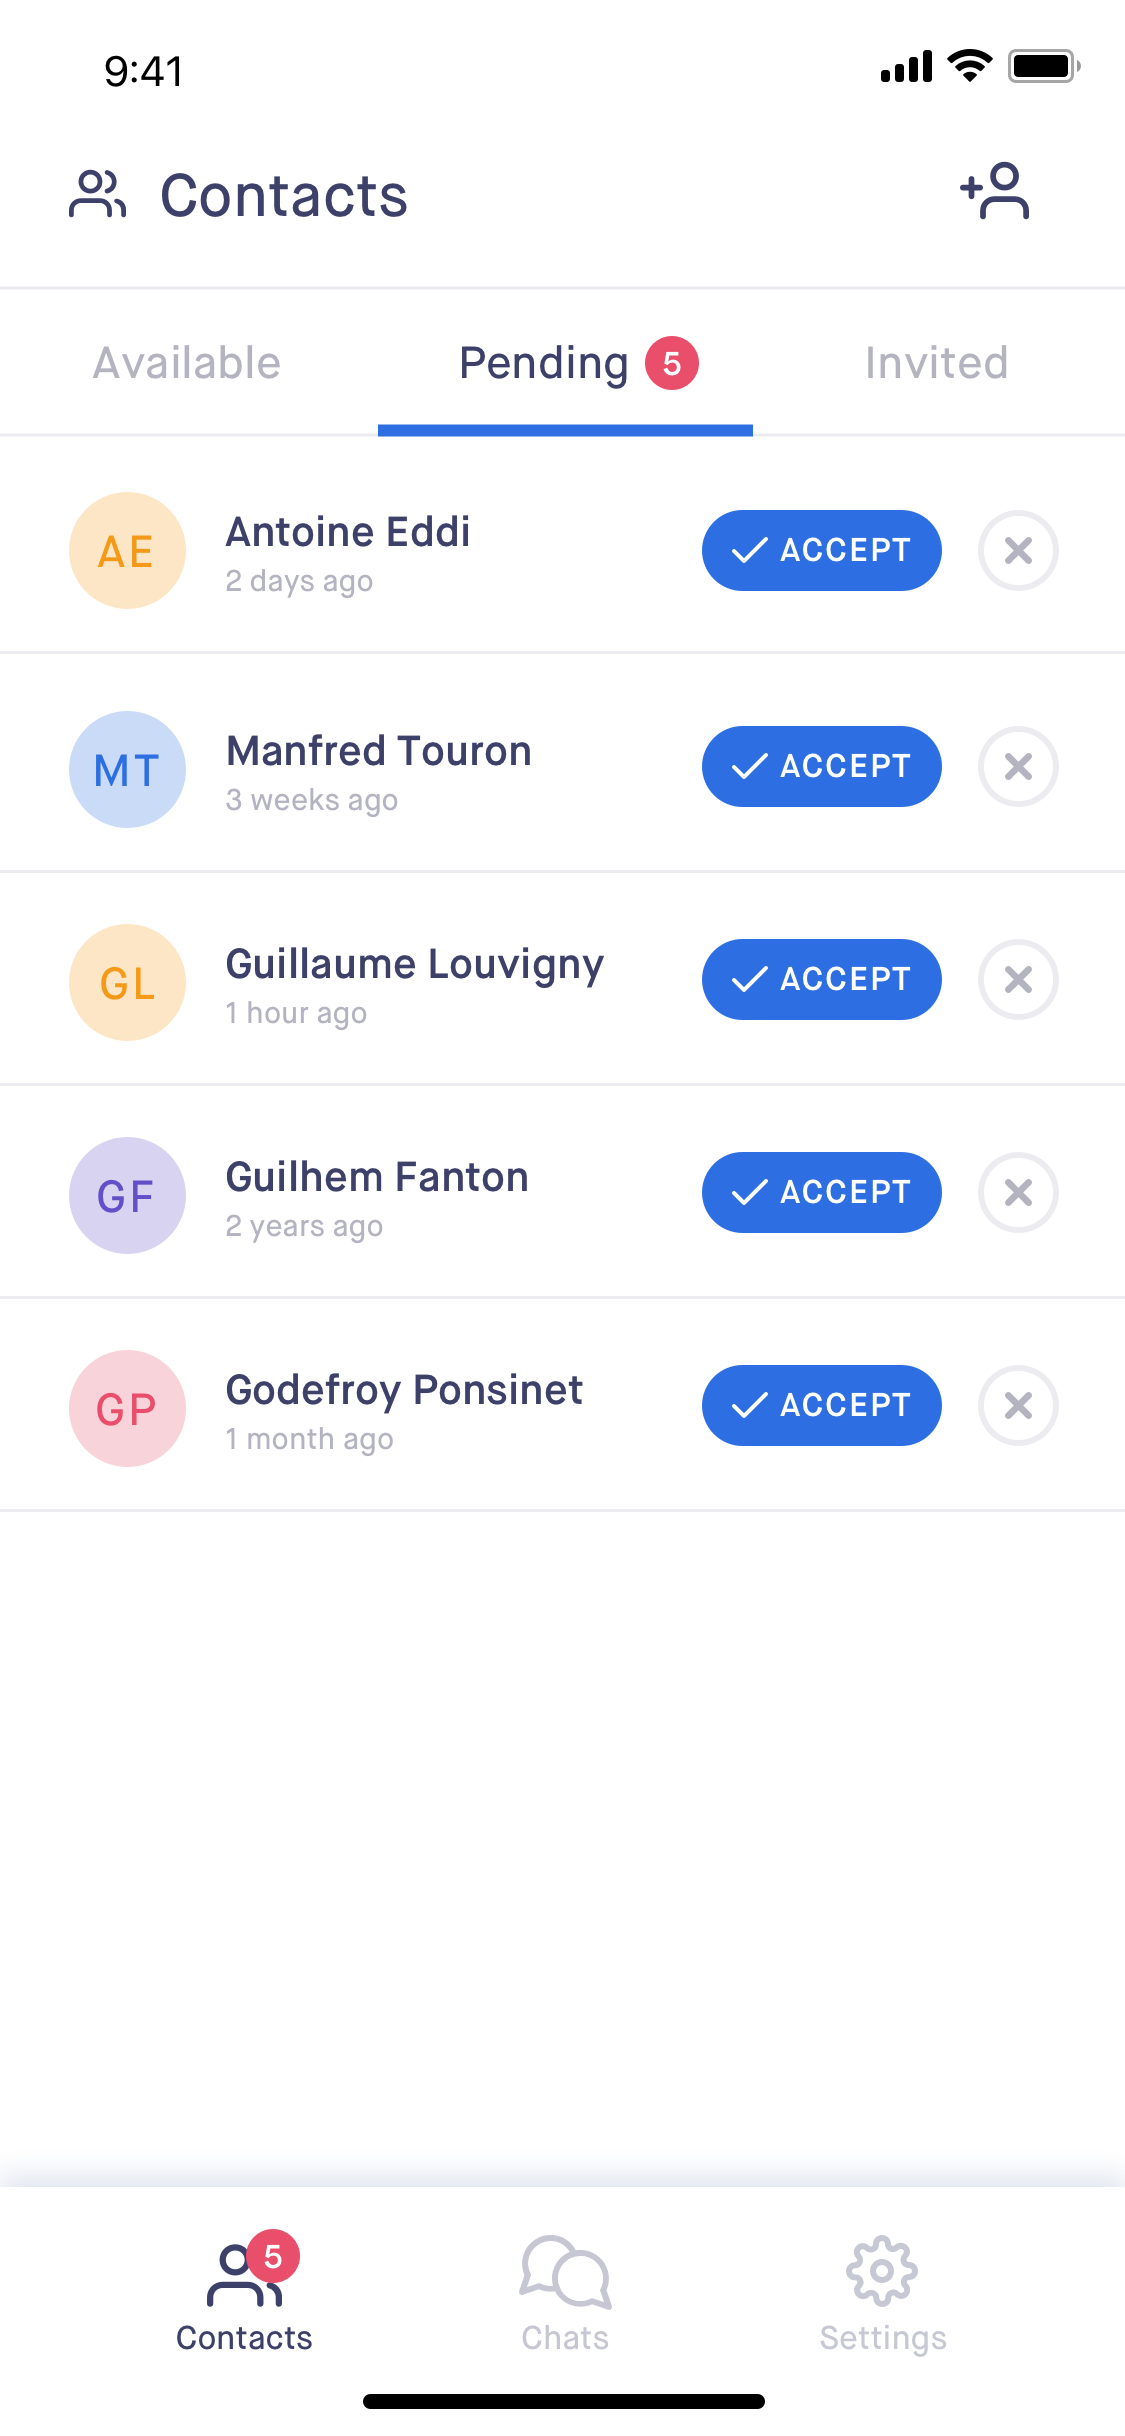 9:41
Contacts
Available
Pending 5
Invited
AE
Antoine Eddi
2 days ago
ACCEPT
MT
Manfred Touron
3 weeks ago
ACCEPT
GL
Guillaume Louvigny
1 hour ago
ACCEPT
GF
Guilhem Fanton
2 years ago
ACCEPT
GP
Godefroy Ponsinet
1 month ago
ACCEPT
5
Contacts
Chats
Settings